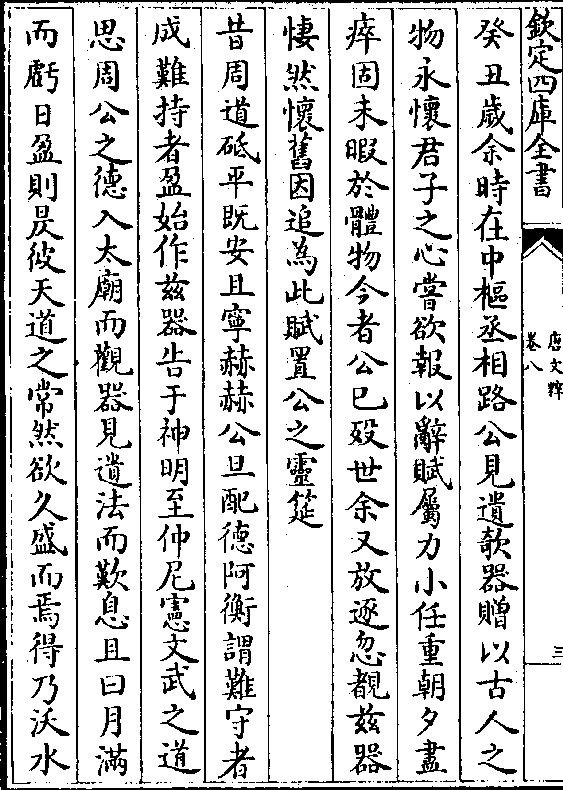 欽定四庫全書
唐文粹
卷八
三
癸丑歲余時在中樞丞相路公見遺欹器贈以古人之
物永懷君子之心嘗欲報以辭賦屬力小任重朝夕盡
瘁固未暇於體物今者公已歿世余又放逐忽覩兹器
悽然懷舊因追為此賦置公之靈筵
昔周道砥平既安且寧赫赫公旦配德阿衡謂難守者
成難持者盈始作兹器告于神明至仲尼憲文武之道
思周公之德入太廟而觀器見遺法而歎息且曰月滿
而虧日盈則昃彼天道之常然欲久盛而焉得乃沃水